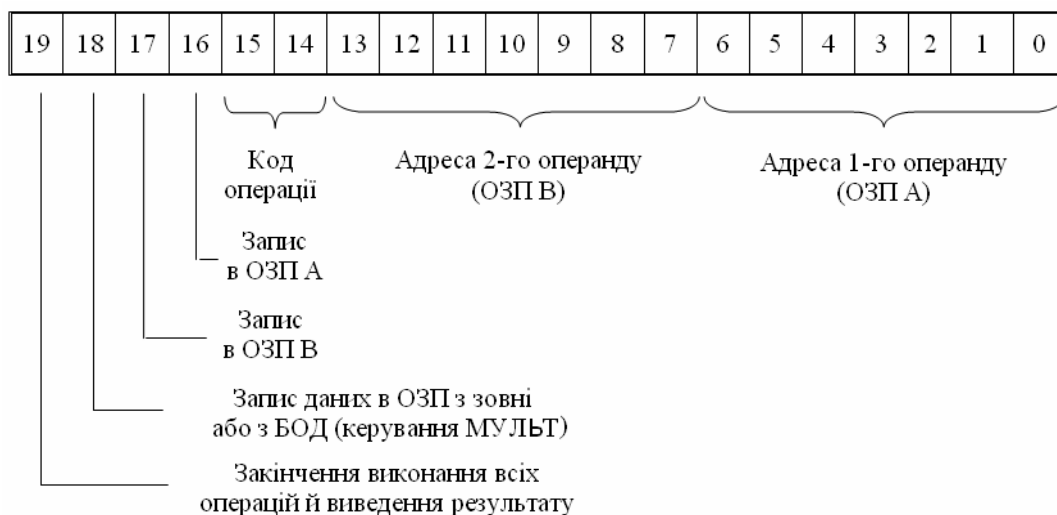 19 18 17 16 15 14 13 12 11 10 9 8 7 6 5 4 3 2 1 0
Код
операції
Адреса 2-го операнду
(ОЗП В)
Адреса 1-го операнду
(ОЗП А)
Запис
в ОЗП А
Запис
в ОЗП В
Запис даних в ОЗП з зовні
або з БОД (керування МУЛЬТ)
Закінчення виконання всіх
операцій й виведення результату